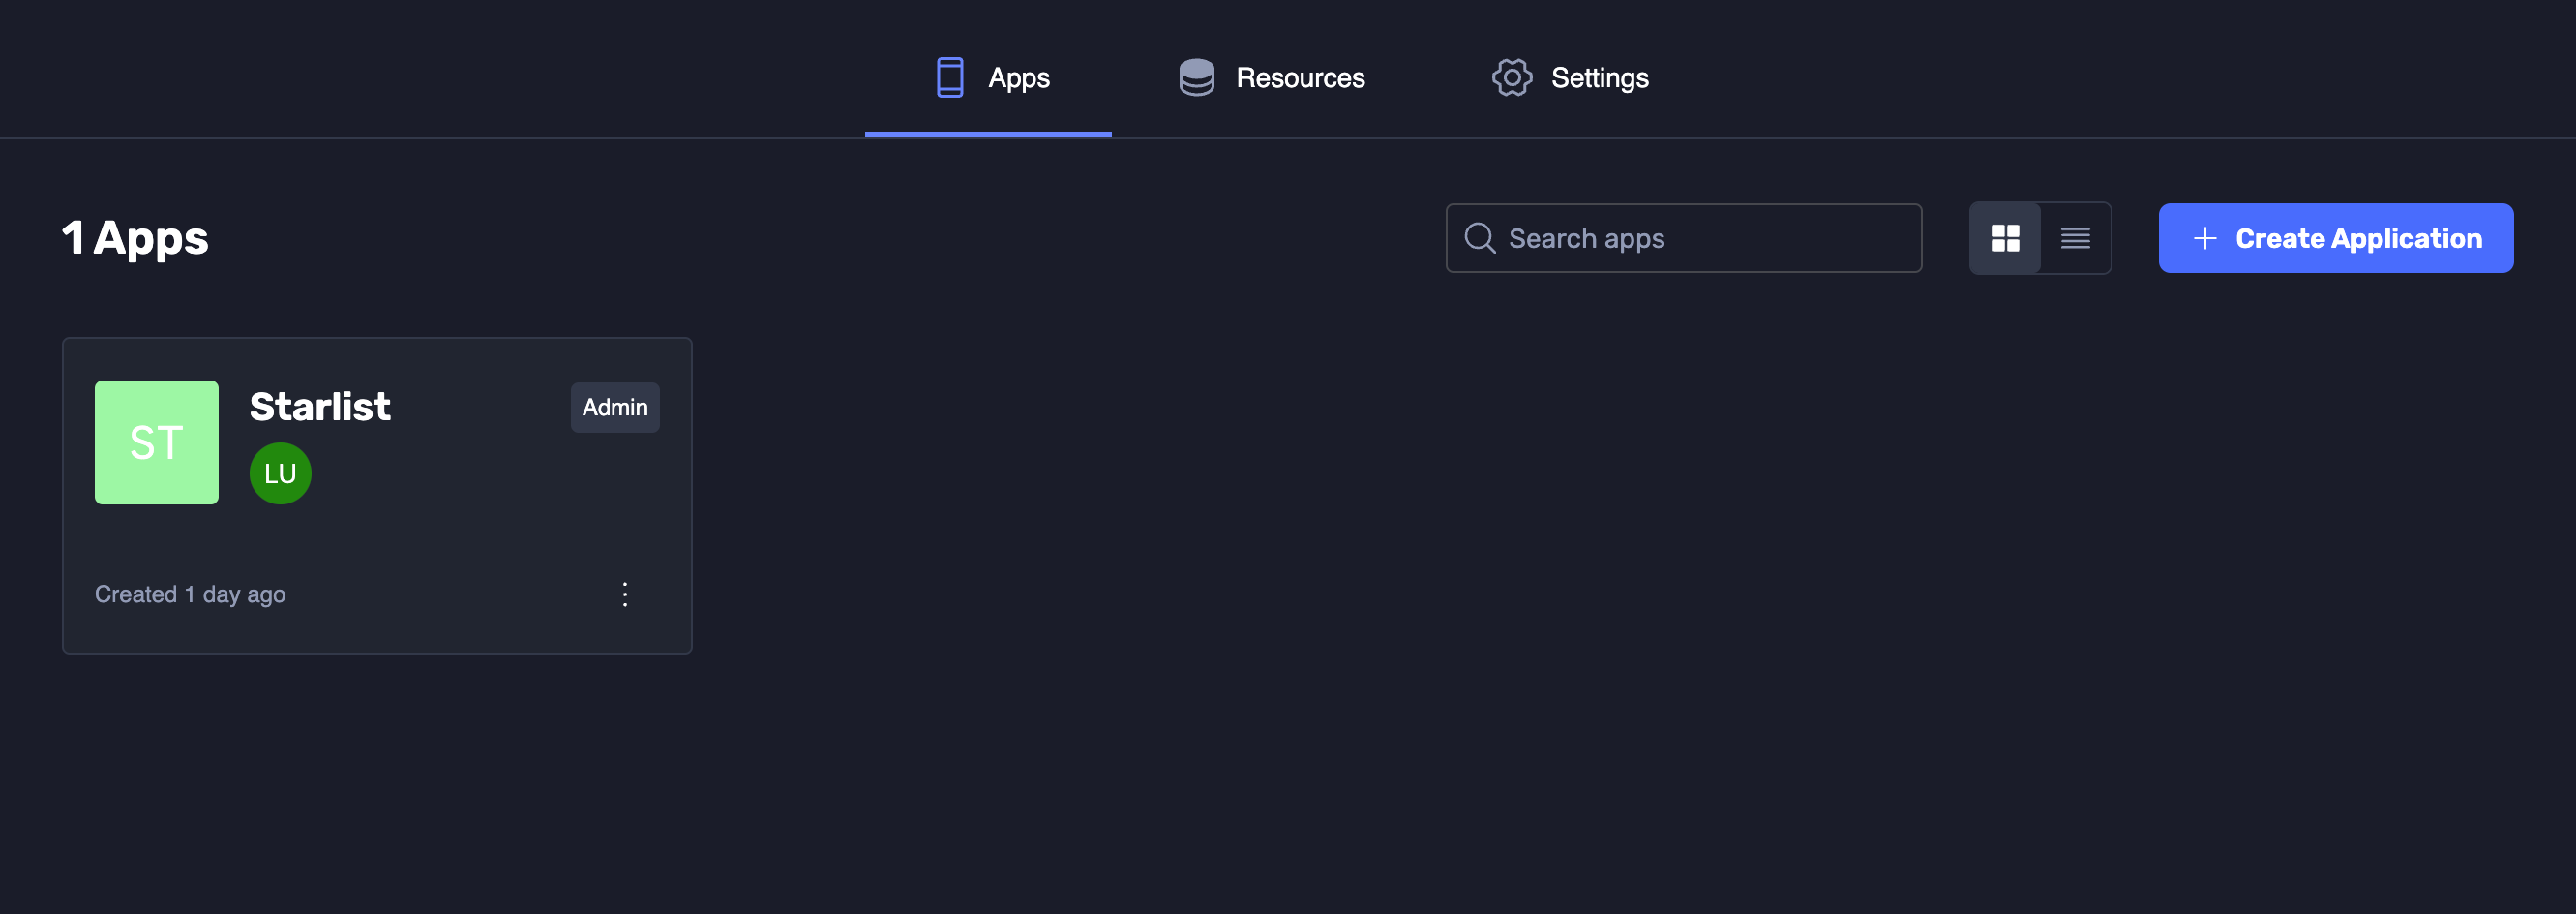 Apps Resources Settings
1 Apps
Search apps
Create Application
ST
Starlist
Admin
LU
Created 1 day ago